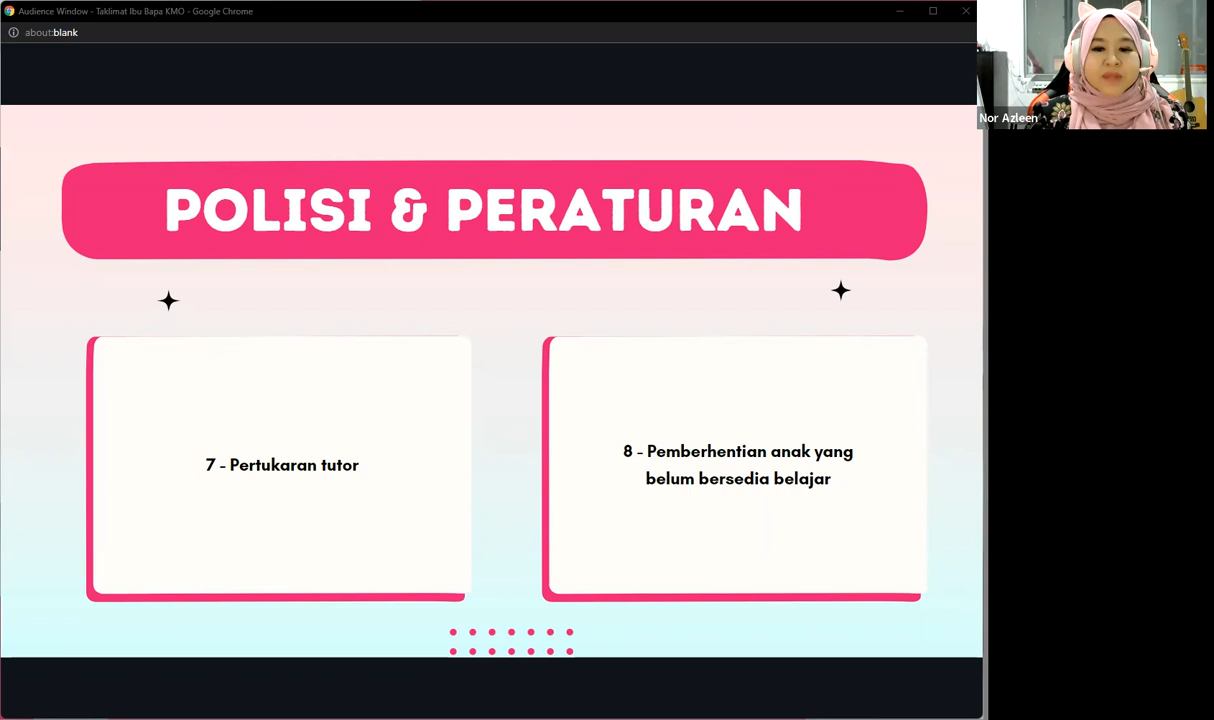 Audience Window - Taklimat Ibu Bapa KMO - Google Chrome
about:blank
Nor Azleen
POLISI & PERATURAN
7 - Pertukaran tutor
8 - Pemberhentian anak yang
belum bersedia belajar